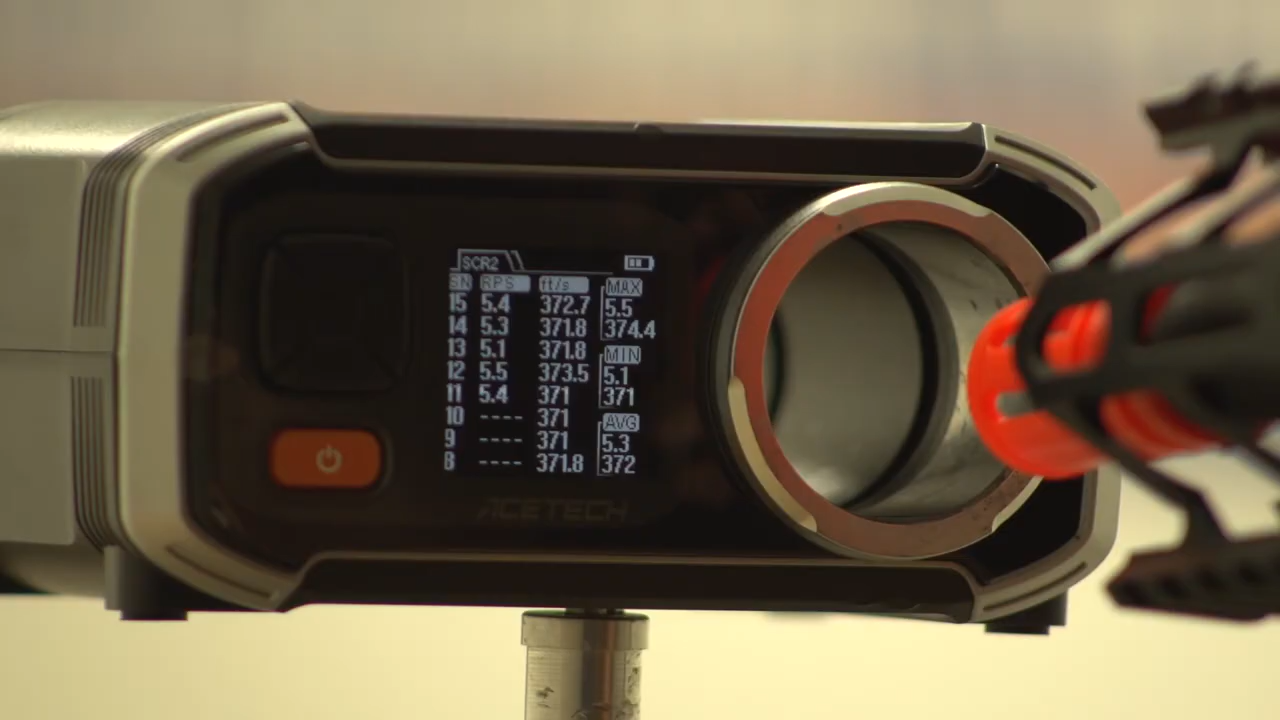 SCR2
SN RPS ft/s MAX
15 5.4 372.7 5.5
14 5.3 371.8 374.4
13 5.1 371.8 MIN
12 5.5 373.5 5.1
11 5.4 371 371
10 ---- 371 AVG
9 ---- 371 5.3
8 ---- 371.8 372
ACETECH